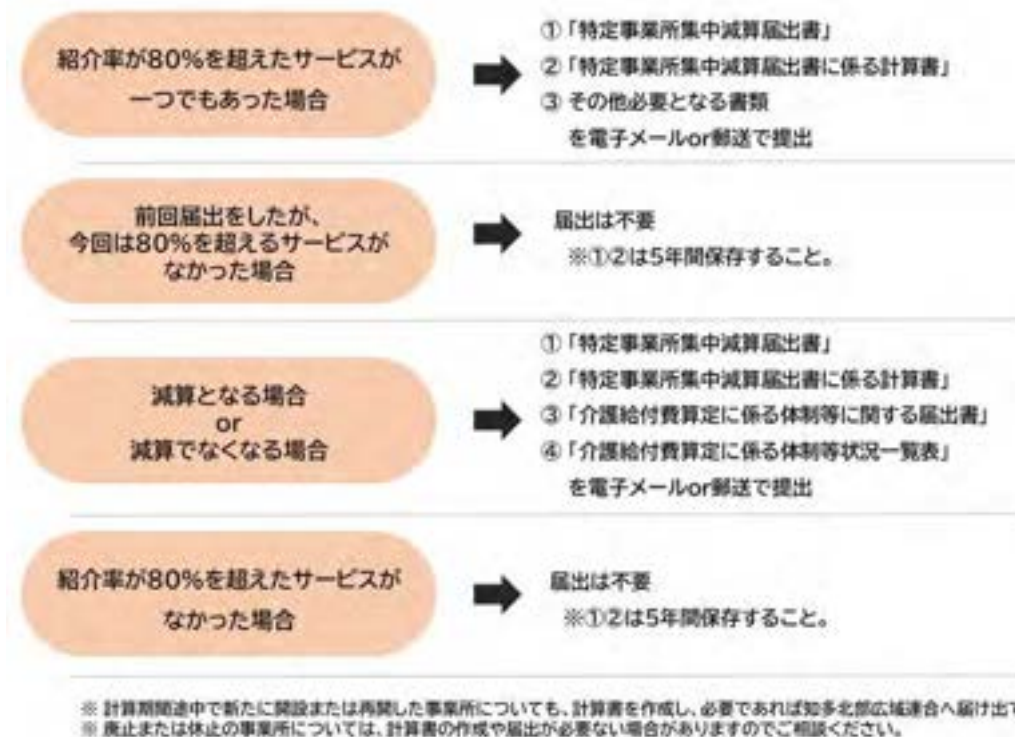 紹介率が80%を超えたサービスが
一つでもあった場合
①「特定事業所集中減算届出書」
②「特定事業所集中減算届出書に係る計算書」
③ その他必要となる書類
を電子メールor郵送で提出
前回届出をしたが、
今回は80%を超えるサービスが
なかった場合
届出は不要
※①②は5年間保存すること。
減算となる場合
or
減算でなくなる場合
①「特定事業所集中減算届出書」
②「特定事業所集中減算届出書に係る計算書」
③「介護給付費算定に係る体制等に関する届出書」
④「介護給付費算定に係る体制等状況一覧表」
を電子メールor郵送で提出
紹介率が80%を超えたサービスが
なかった場合
届出は不要
※①②は5年間保存すること。
※ 計算期間途中で新たに開設または再開した事業所についても、計算書を作成し、必要であれば知多北部広域連合へ届け出て
※ 廃止または休止の事業所については、計算書の作成や届出が必要ない場合がありますのでご相談ください。